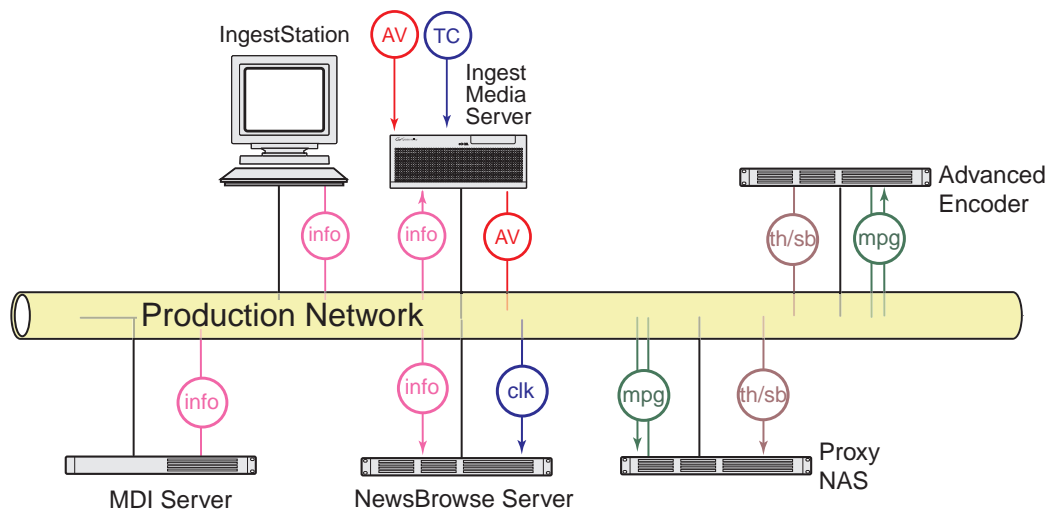 IngestStation
AV
TC
Ingest
Media
Server
Advanced
Encoder
info
info
AV
th/sb
mpg
Production Network
info
info
clk
mpg
th/sb
MDI Server
NewsBrowse Server
Proxy
NAS